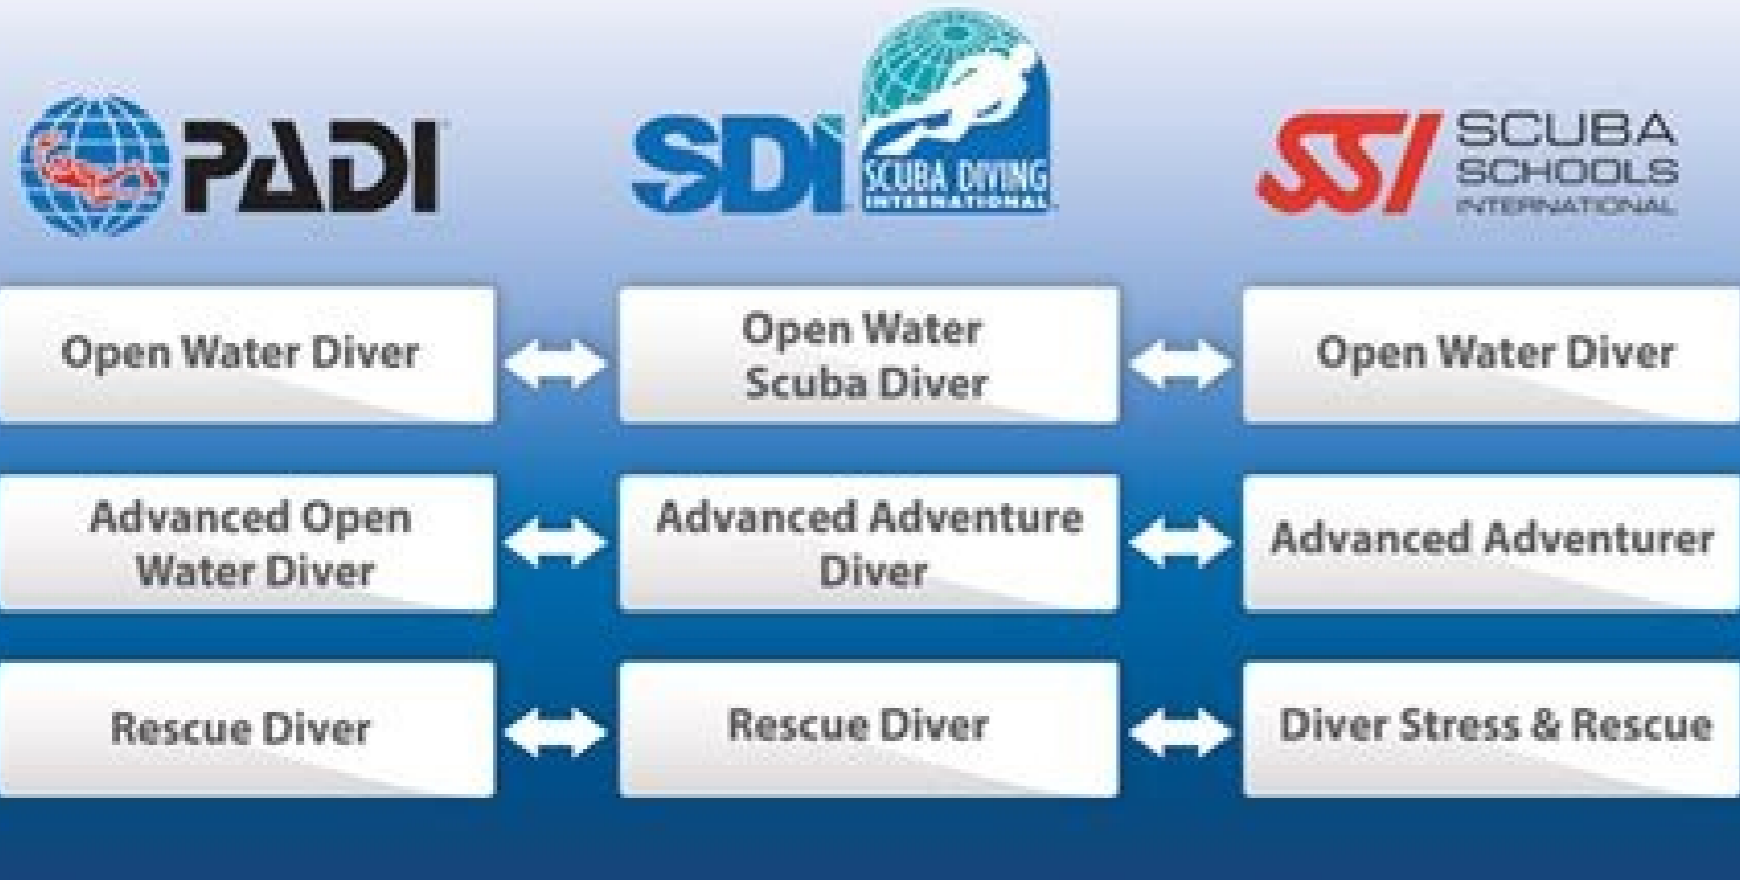 PADI
SDI
SCUBA DIVING
INTERNATIONAL
SSI
SCUBA
SCHOOLS
INTERNATIONAL
Open Water Diver
Open Water
Scuba Diver
Open Water Diver
Advanced Open
Water Diver
Advanced Adventure
Diver
Advanced Adventurer
Rescue Diver
Rescue Diver
Diver Stress & Rescue